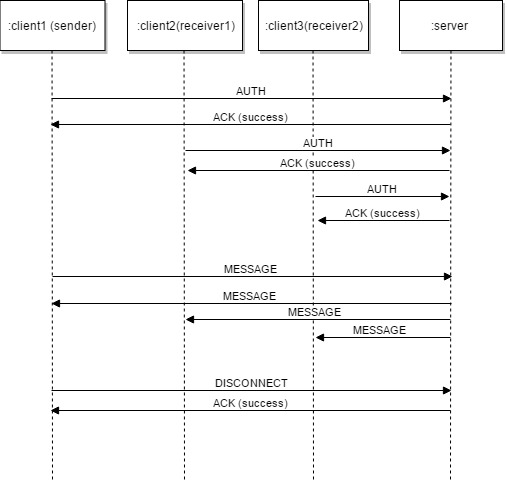 :client1 (sender)
:client2(receiver1)
:client3(receiver2)
:server
AUTH
ACK (success)
AUTH
ACK (success)
AUTH
ACK (success)
MESSAGE
MESSAGE
MESSAGE
MESSAGE
DISCONNECT
ACK (success)